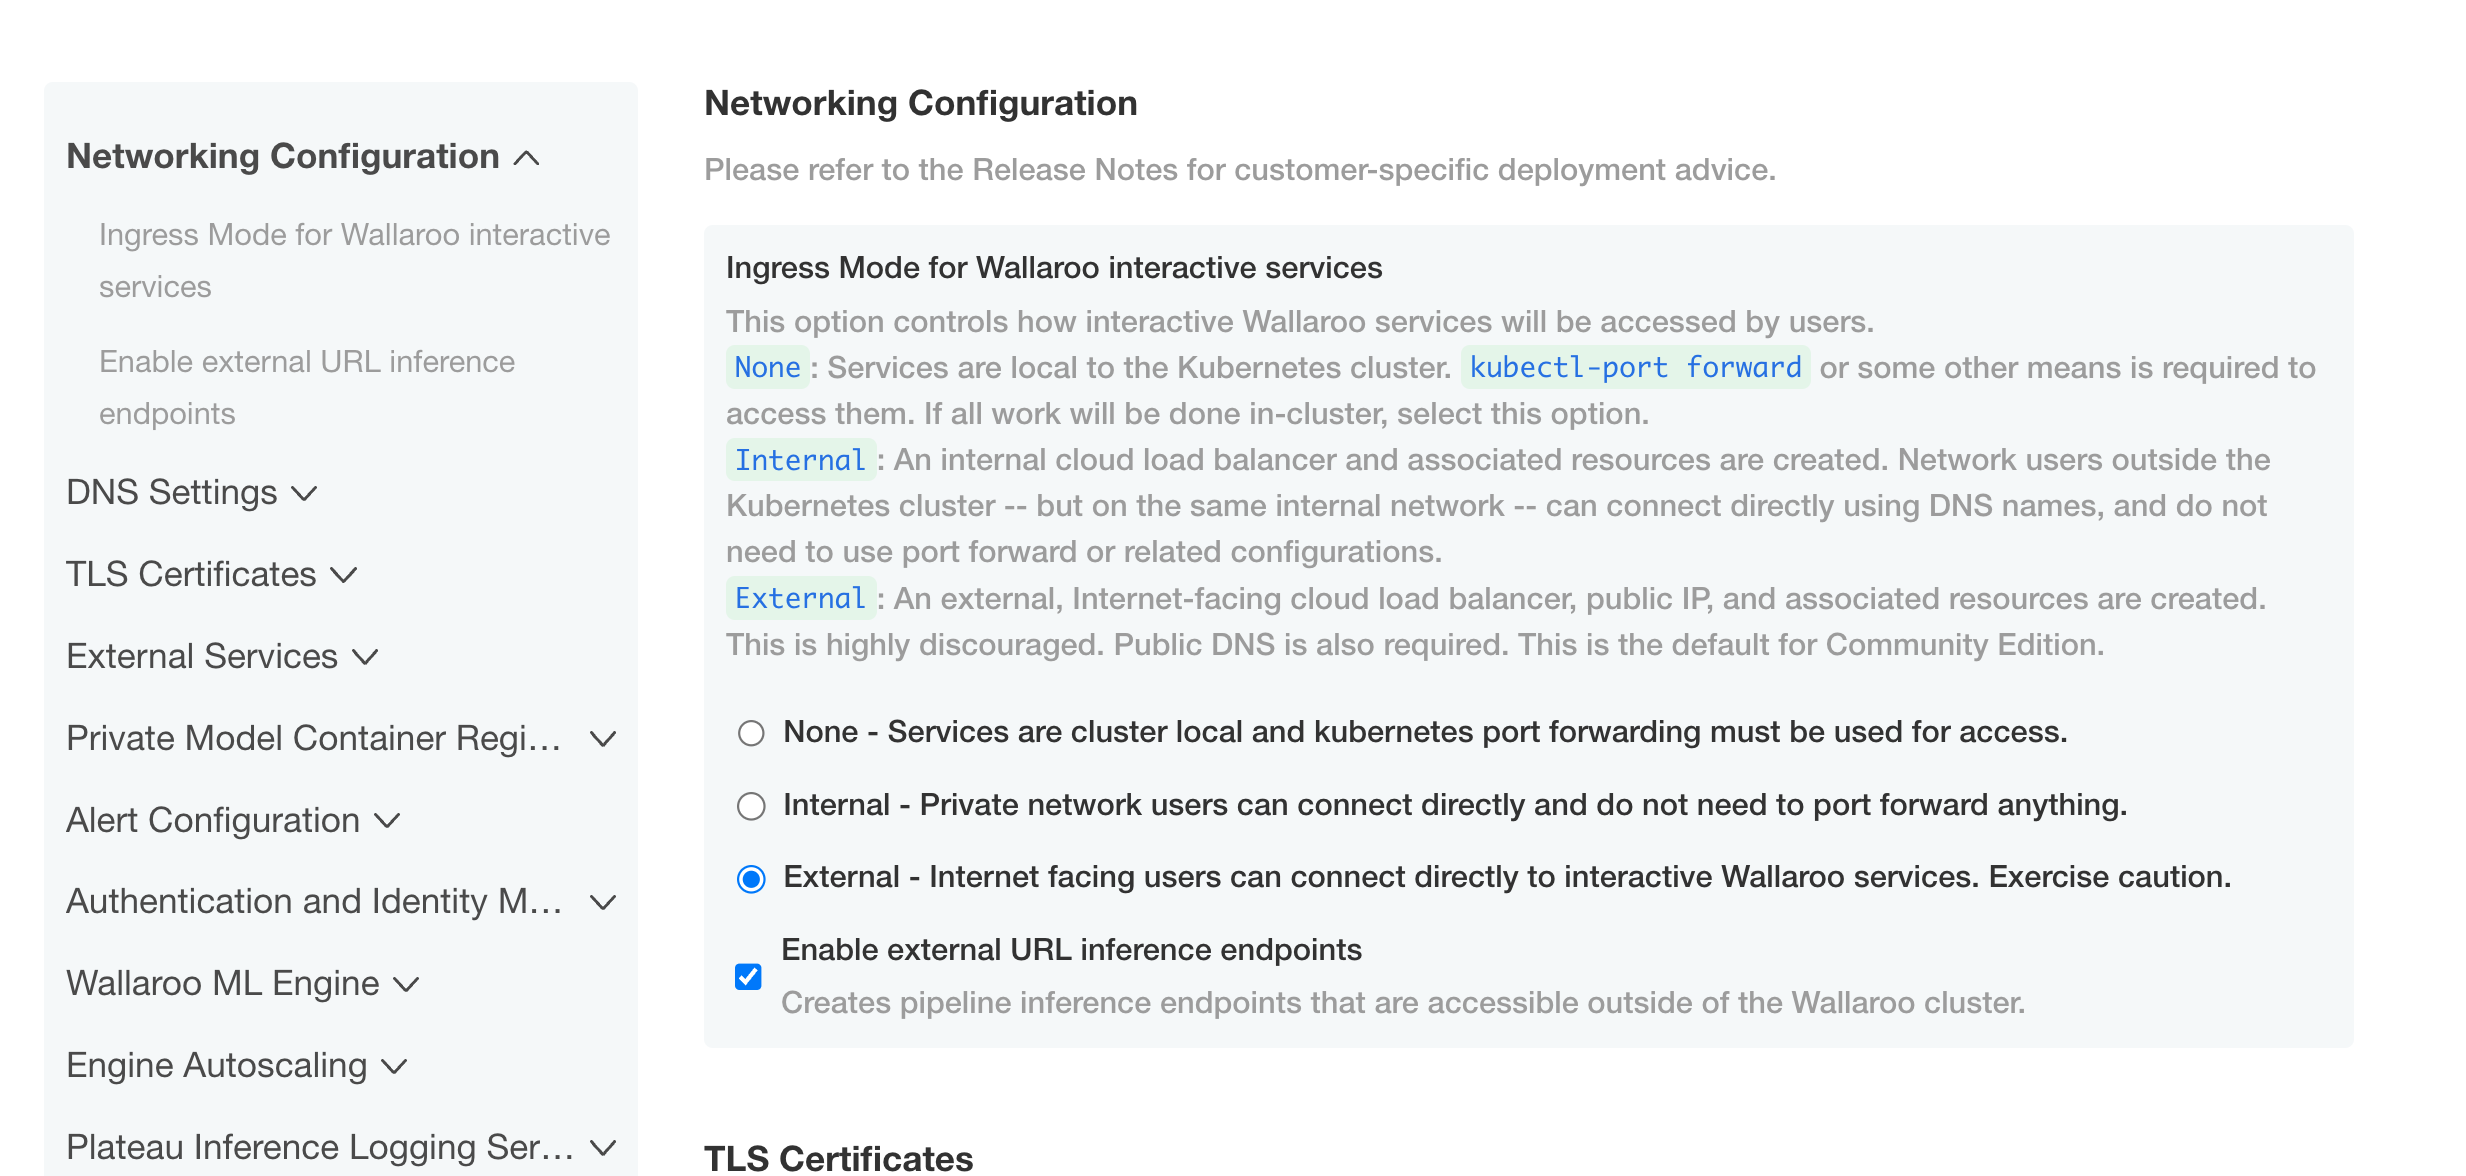 Networking Configuration
Ingress Mode for Wallaroo interactive
services
Enable external URL inference
endpoints
DNS Settings
TLS Certificates
External Services
Private Model Container Regi...
Alert Configuration
Authentication and Identity M...
Wallaroo ML Engine
Engine Autoscaling
Plateau Inference Logging Ser...
Networking Configuration
Please refer to the Release Notes for customer-specific deployment advice.
Ingress Mode for Wallaroo interactive services
This option controls how interactive Wallaroo services will be accessed by users.
None: Services are local to the Kubernetes cluster. kubectl-port forward or some other means is required to
access them. If all work will be done in-cluster, select this option.
Internal: An internal cloud load balancer and associated resources are created. Network users outside the
Kubernetes cluster -- but on the same internal network -- can connect directly using DNS names, and do not
need to use port forward or related configurations.
External: An external, Internet-facing cloud load balancer, public IP, and associated resources are created.
This is highly discouraged. Public DNS is also required. This is the default for Community Edition.
None - Services are cluster local and kubernetes port forwarding must be used for access.
Internal - Private network users can connect directly and do not need to port forward anything.
External - Internet facing users can connect directly to interactive Wallaroo services. Exercise caution.
Enable external URL inference endpoints
Creates pipeline inference endpoints that are accessible outside of the Wallaroo cluster.
TLS Certificates